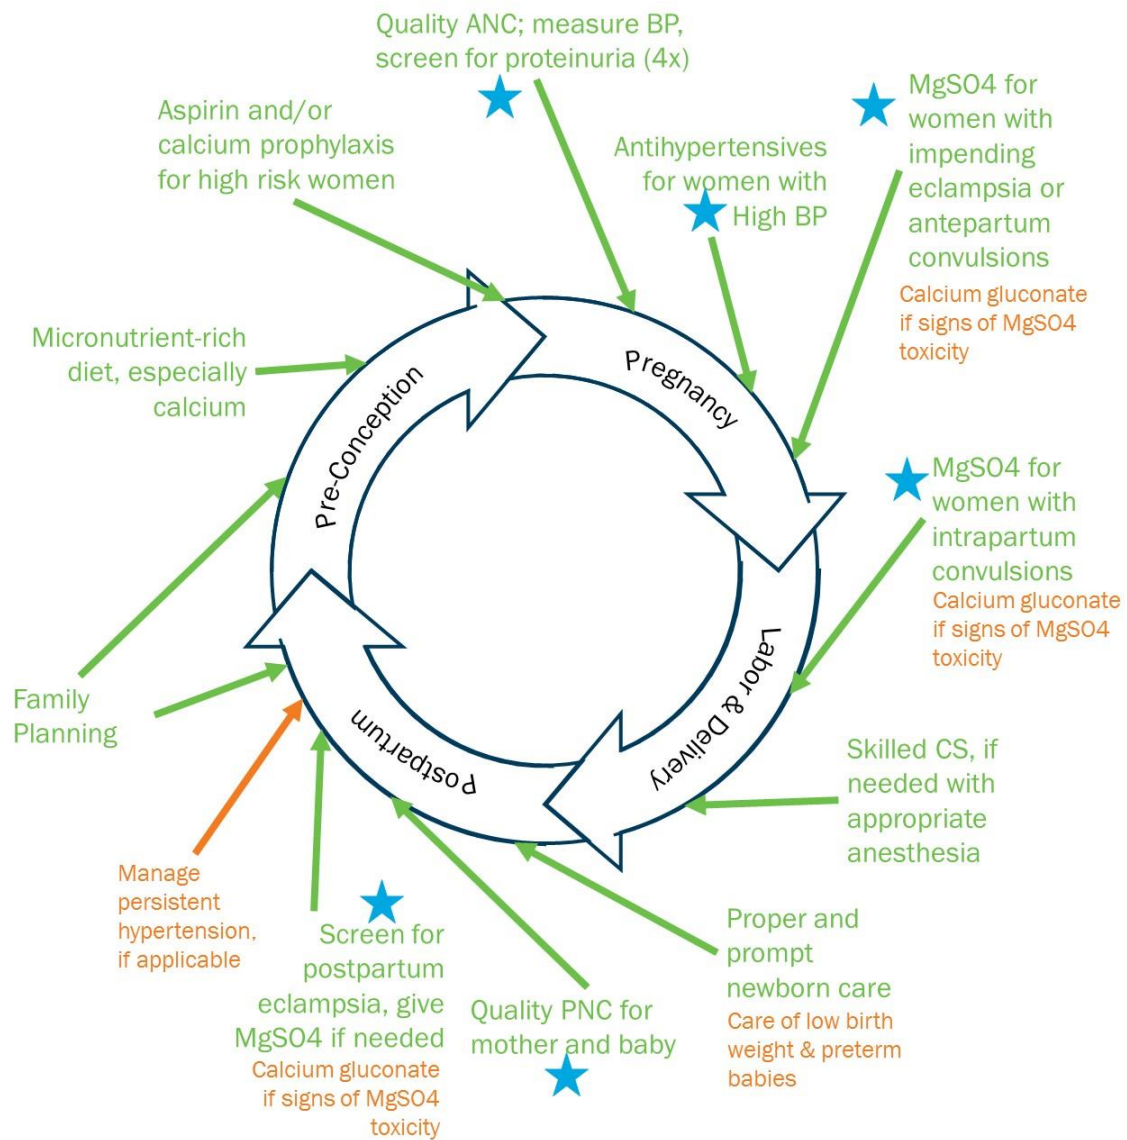 Quality ANC; measure BP,
screen for proteinuria (4x)
Aspirin and/or
calcium prophylaxis
for high risk women
Antihypertensives
for women with
High BP
MgSO4 for
women with
impending
eclampsia or
antepartum
convulsions
Calcium gluconate
if signs of MgSO4
toxicity
Micronutrient-rich
diet, especially
calcium
Pre-Conception
Pregnancy
MgSO4 for
women with
intrapartum
convulsions
Calcium gluconate
if signs of MgSO4
toxicity
Labor & Delivery
Postpartum
Family
Planning
Skilled CS, if
needed with
appropriate
anesthesia
Manage
persistent
hypertension,
if applicable
Screen for
postpartum
eclampsia, give
MgSO4 if needed
Calcium gluconate
if signs of MgSO4
toxicity
Quality PNC for
mother and baby
Proper and
prompt
newborn care
Care of low birth
weight & preterm
babies